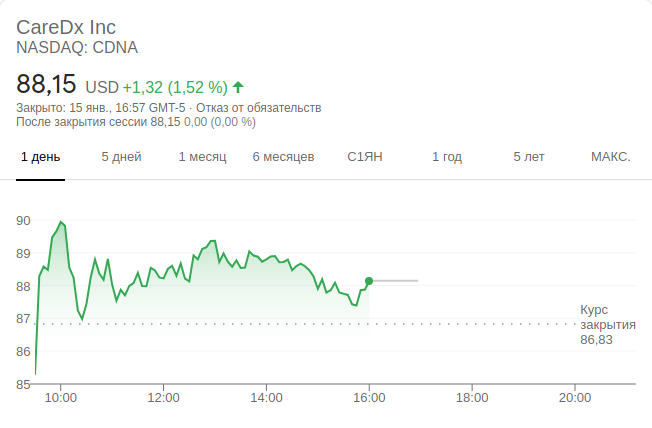 CareDx Inc
NASDAQ: CDNA
88,15 USD +1,32 (1,52 %)
Закрыто: 15 янв., 16:57 GMT-5 · Отказ от обязательств
После закрытия сессии 88,15 0,00 (0,00 %)
1 день 5 дней 1 месяц 6 месяцев С1ЯН 1 год 5 лет МАКС.
90
89
88
87
86
85
Курс
закрытия
86,83
10:00 12:00 14:00 16:00 18:00 20:00